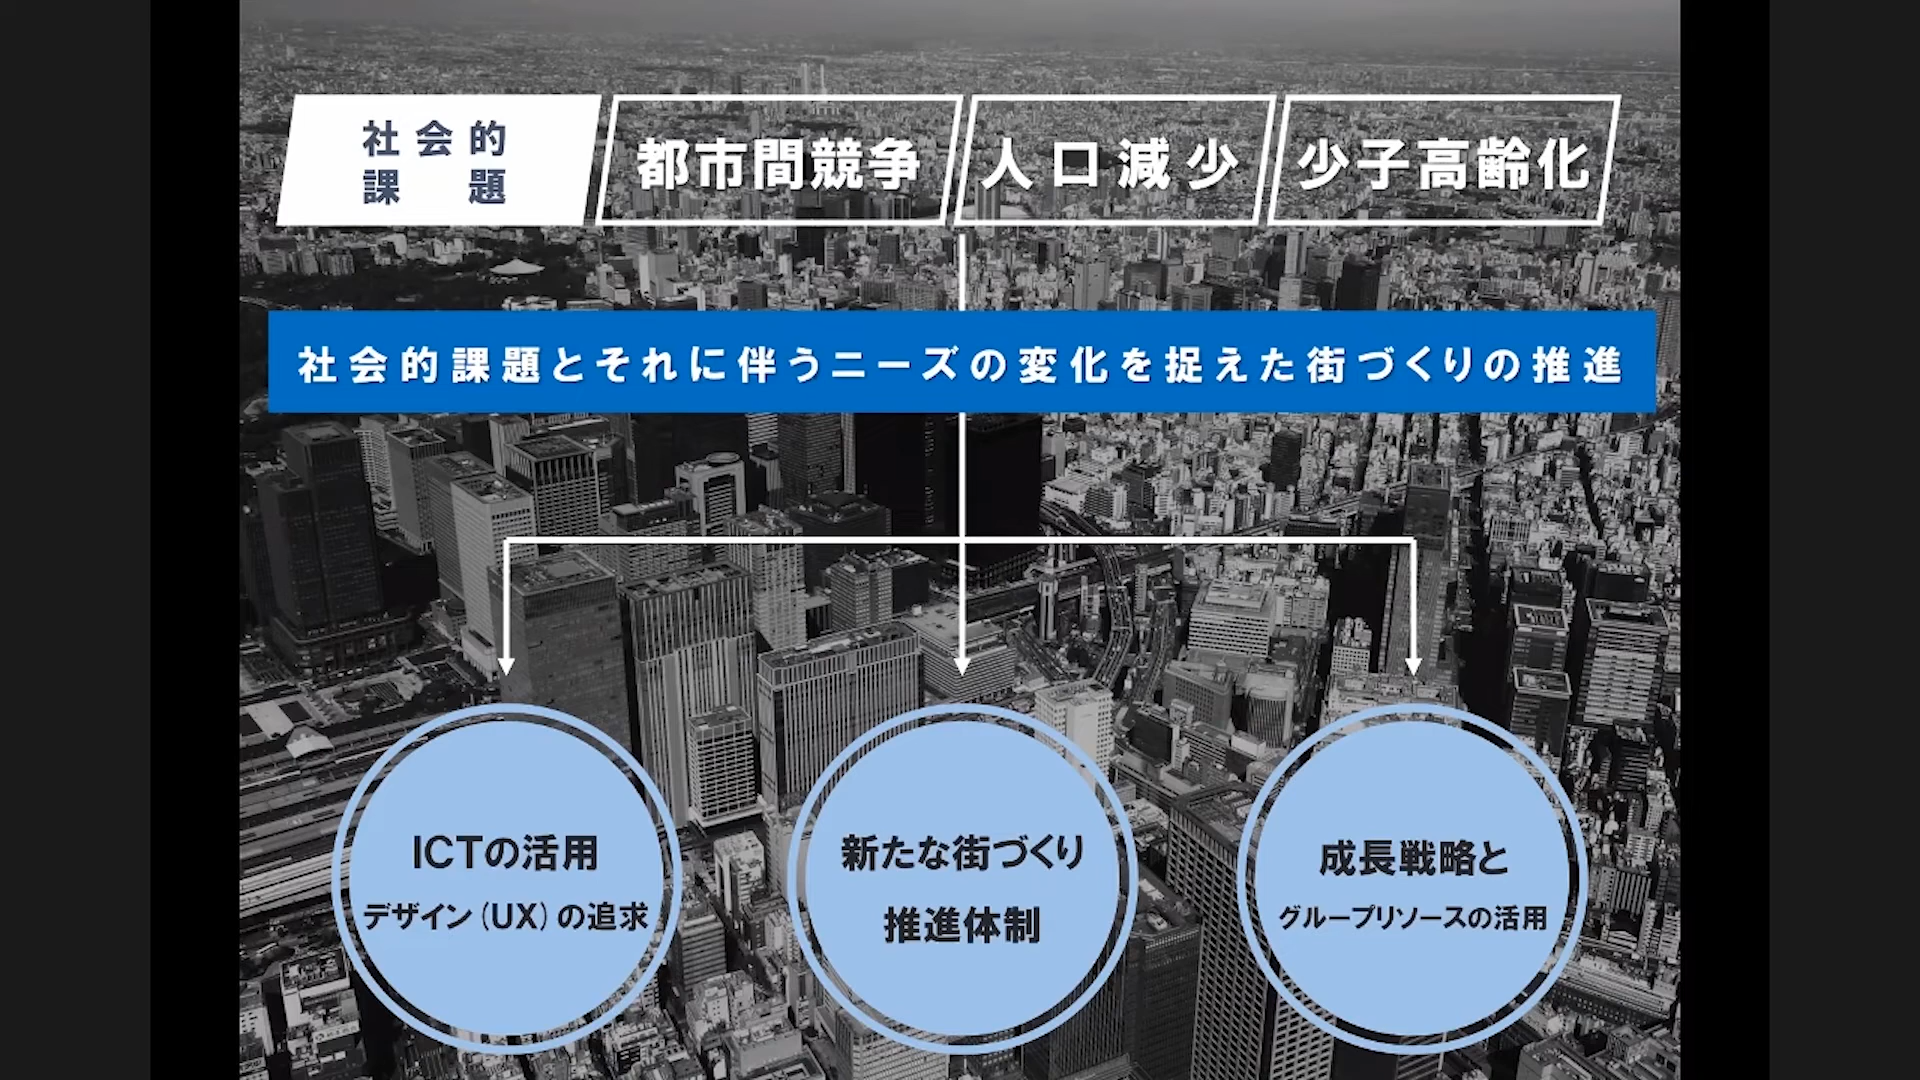 社会的
課題
都市間競争
人口減少
少子高齢化
社会的課題とそれに伴うニーズの変化を捉えた街づくりの推進
ICTの活用
デザイン(UX)の追求
新たな街づくり
推進体制
成長戦略と
グループリソースの活用